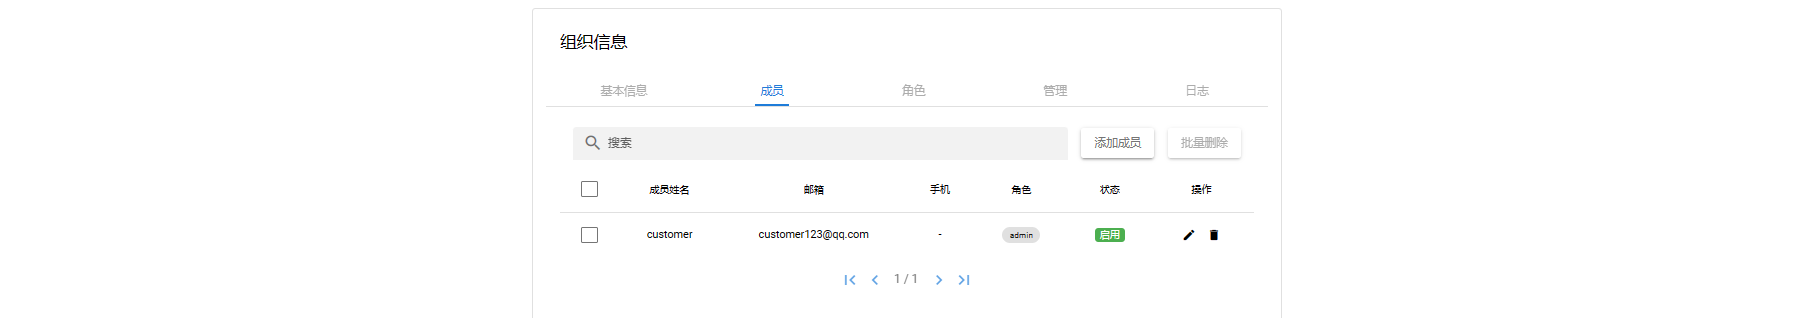 组织信息
基本信息 成员 角色 管理 日志
搜索 添加成员 批量删除
成员姓名 邮箱 手机 角色 状态 操作
customer customer123@qq.com - admin 启用
1 / 1